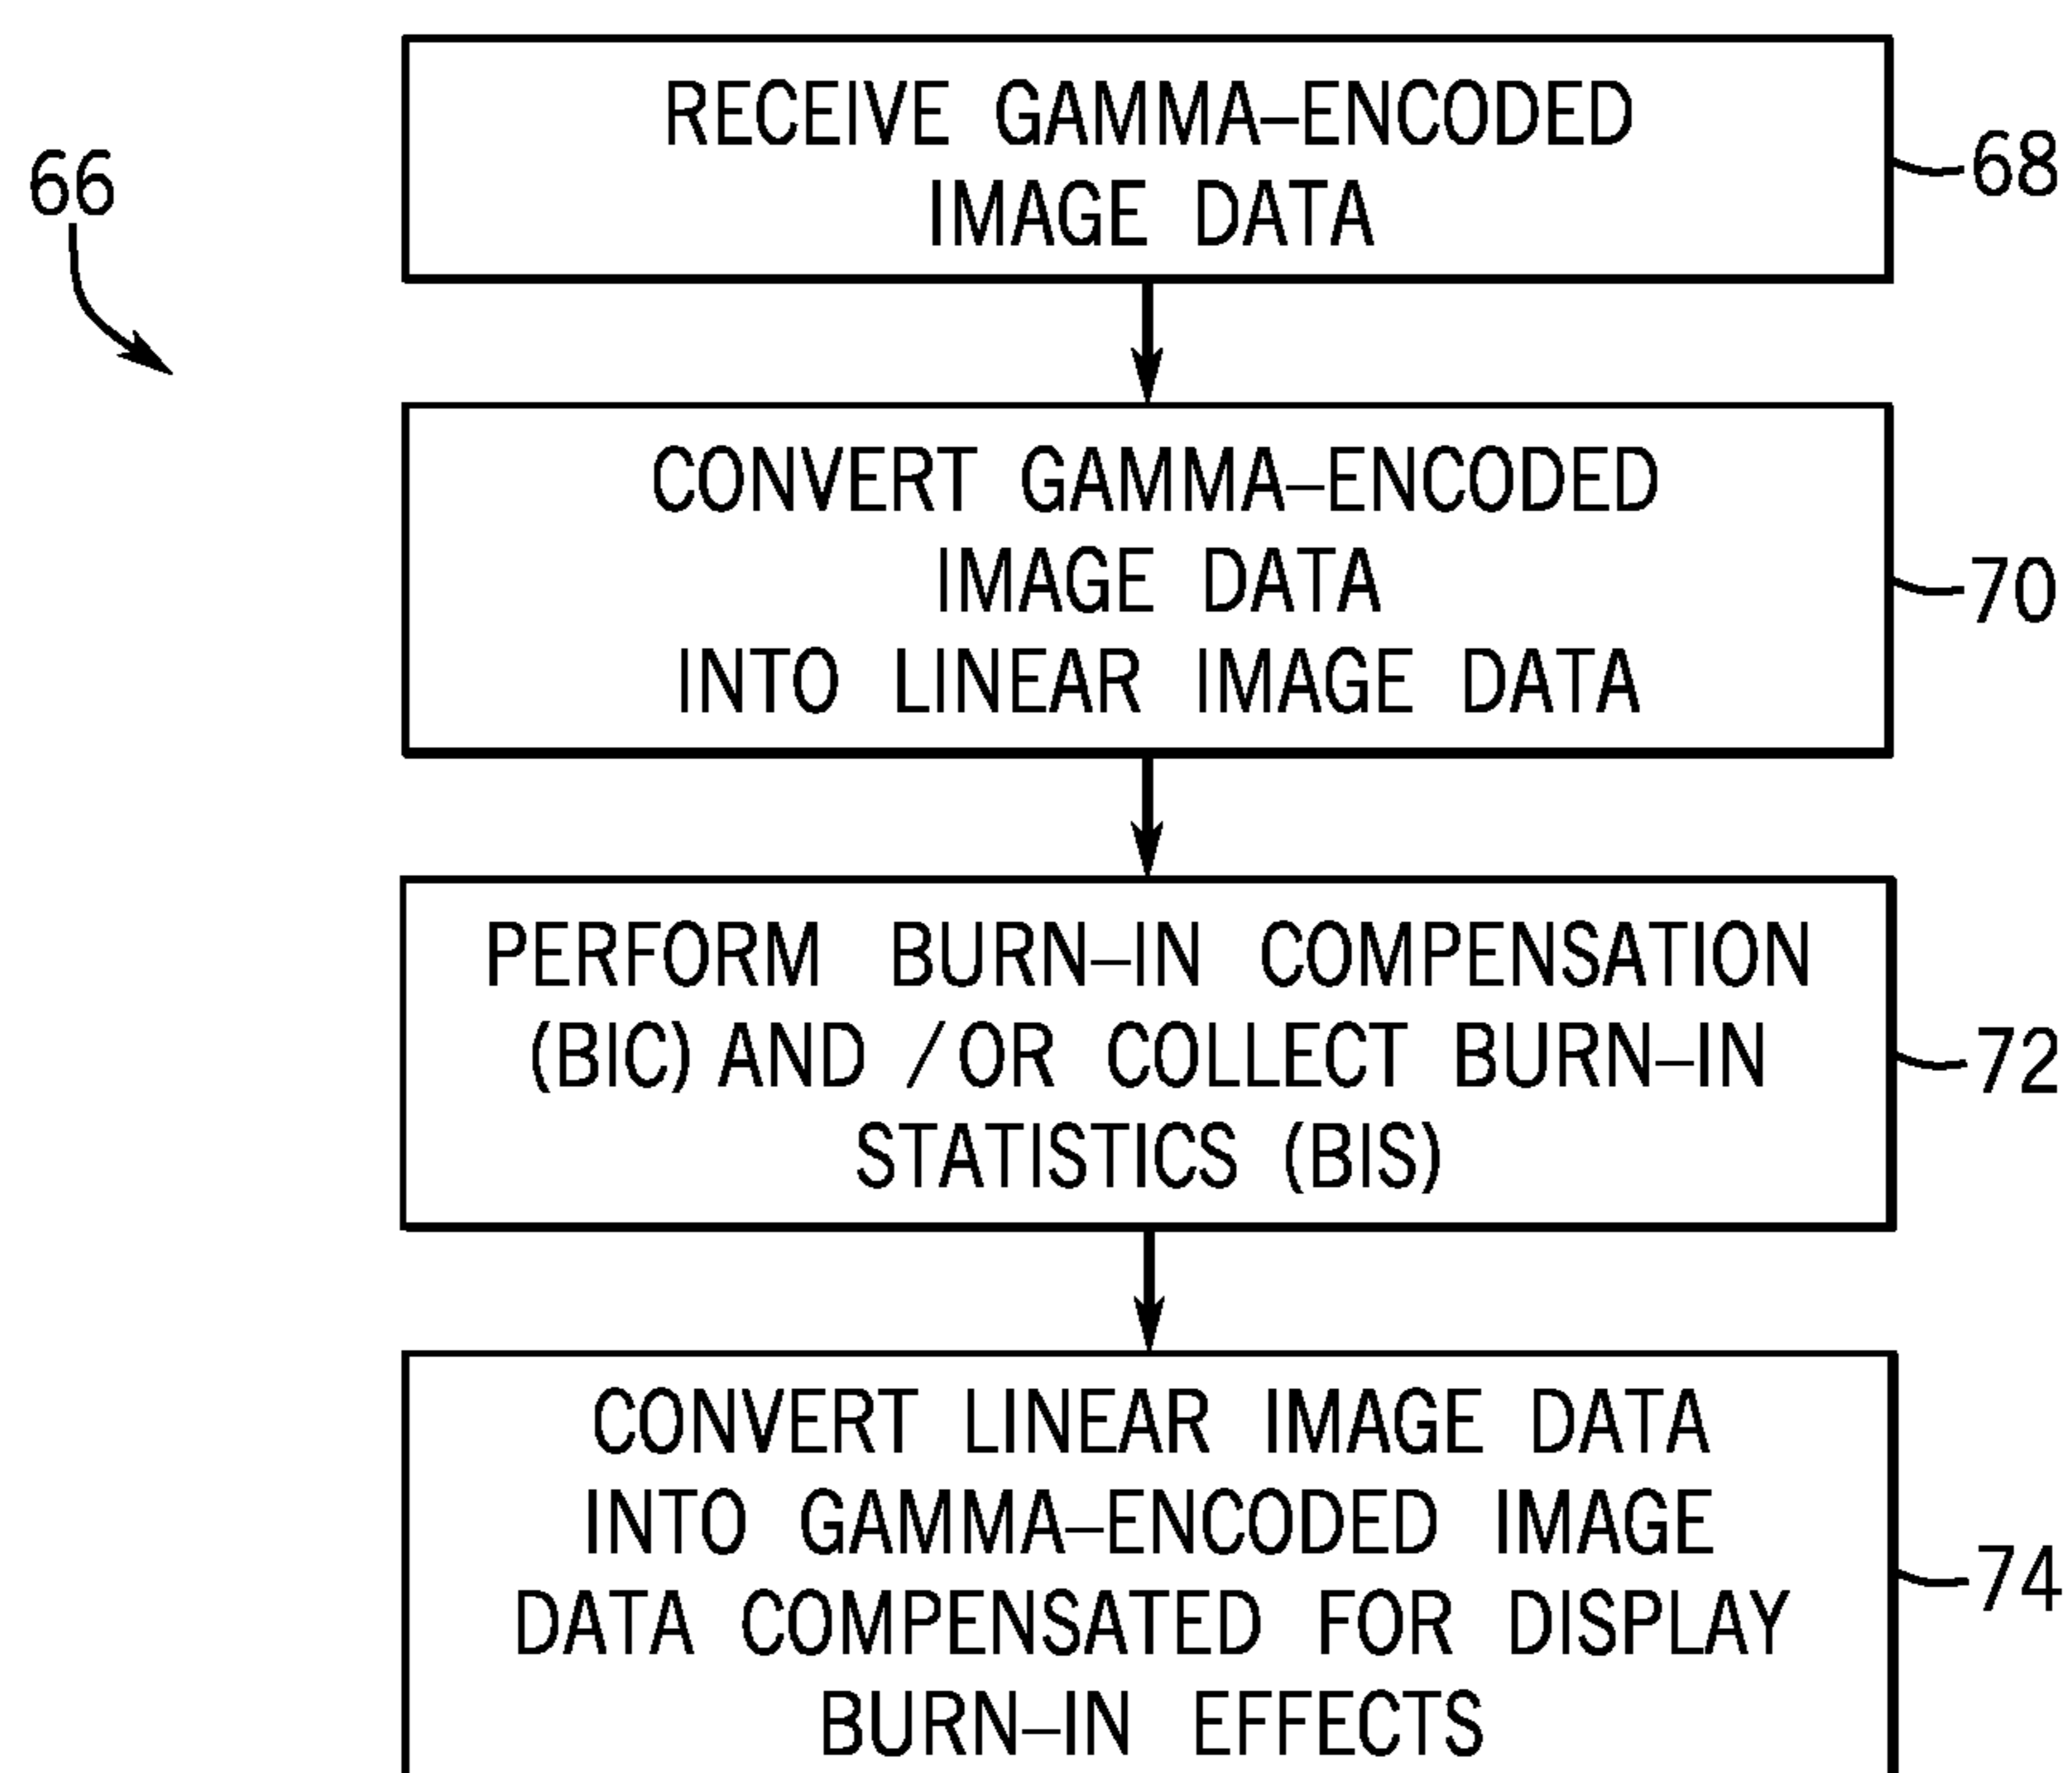 66
RECEIVE GAMMA–ENCODED
IMAGE DATA
68
CONVERT GAMMA–ENCODED
IMAGE DATA
INTO LINEAR IMAGE DATA
70
PERFORM BURN–IN COMPENSATION
(BIC) AND /OR COLLECT BURN–IN
STATISTICS (BIS)
72
CONVERT LINEAR IMAGE DATA
INTO GAMMA–ENCODED IMAGE
DATA COMPENSATED FOR DISPLAY
BURN–IN EFFECTS
74